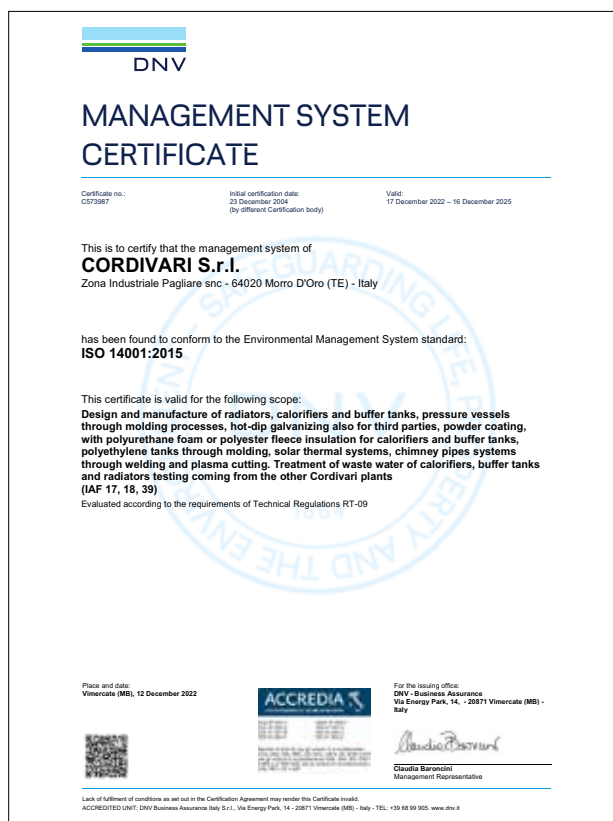 DNV
MANAGEMENT SYSTEM
CERTIFICATE
Certificate no.:
C573987
Initial certification date:
23 December 2004
(by different Certification body)
Valid:
17 December 2022 – 16 December 2025
This is to certify that the management system of
CORDIVARI S.r.l.
Zona Industriale Pagliare snc - 64020 Morro D'Oro (TE) - Italy
has been found to conform to the Environmental Management System standard:
ISO 14001:2015
This certificate is valid for the following scope:
Design and manufacture of radiators, calorifiers and buffer tanks, pressure vessels
through molding processes, hot-dip galvanizing also for third parties, powder coating,
with polyurethane foam or polyester fleece insulation for calorifiers and buffer tanks,
polyethylene tanks through molding, solar thermal systems, chimney pipes systems
through welding and plasma cutting. Treatment of waste water of calorifiers, buffer tanks
and radiators testing coming from the other Cordivari plants
(IAF 17, 18, 39)
Evaluated according to the requirements of Technical Regulations RT-09
Place and date:
Vimercate (MB), 12 December 2022
ACCREDIA
For the issuing office:
DNV - Business Assurance
Via Energy Park, 14, - 20871 Vimercate (MB) -
Italy
Claudia Baroncini
Claudia Baroncini
Management Representative
Lack of fulfilment of conditions as set out in the Certification Agreement may render this Certificate invalid.
ACCREDITED UNIT: DNV Business Assurance Italy S.r.l., Via Energy Park, 14 - 20871 Vimercate (MB) - Italy - TEL: +39 68 99 905. www.dnv.it